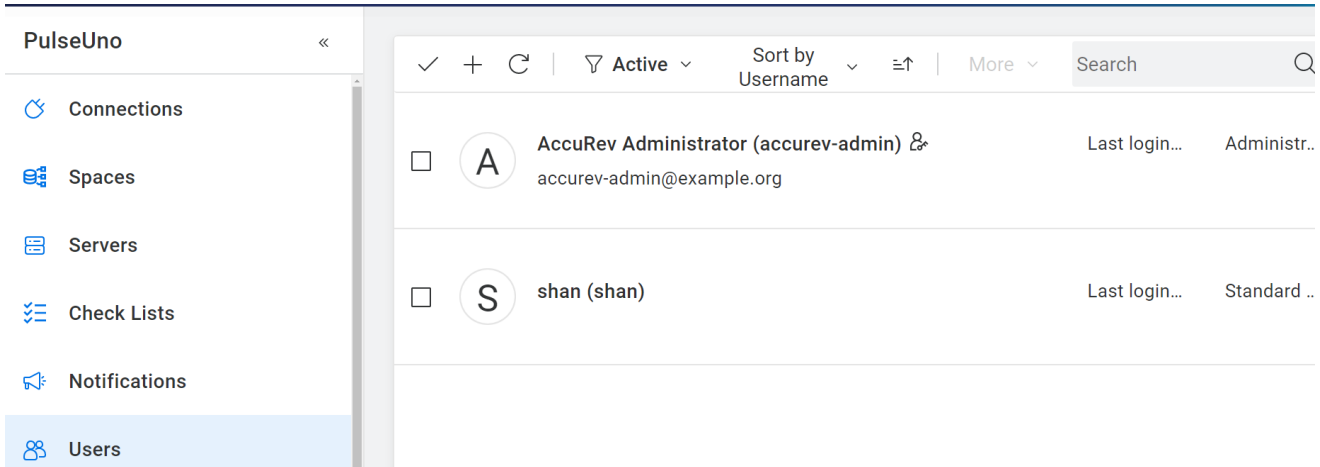 PulseUno
Connections
Spaces
Servers
Check Lists
Notifications
Users
Active
Sort by
Username
More
Search
A
AccuRev Administrator (accurev-admin)
accurev-admin@example.org
Last login...
Administr...
S
shan (shan)
Last login...
Standard ...